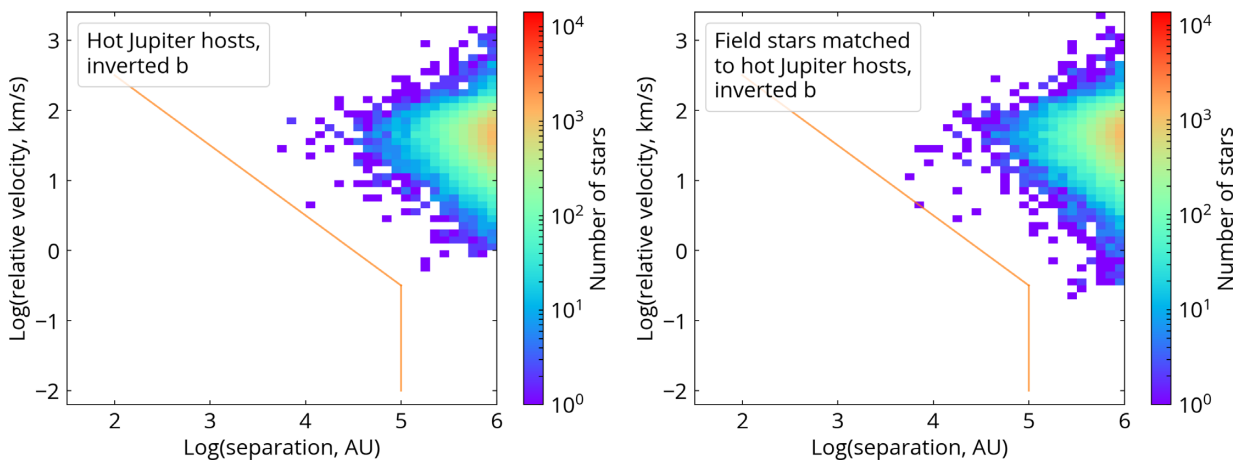 Hot Jupiter hosts,
inverted b
3
2
1
0
−1
−2
2
3
4
5
6
Log(separation, AU)
Log(relative velocity, km/s)
10^4
10^3
10^2
10^1
10^0
Number of stars
Field stars matched
to hot Jupiter hosts,
inverted b
3
2
1
0
−1
−2
2
3
4
5
6
Log(separation, AU)
Log(relative velocity, km/s)
10^4
10^3
10^2
10^1
10^0
Number of stars